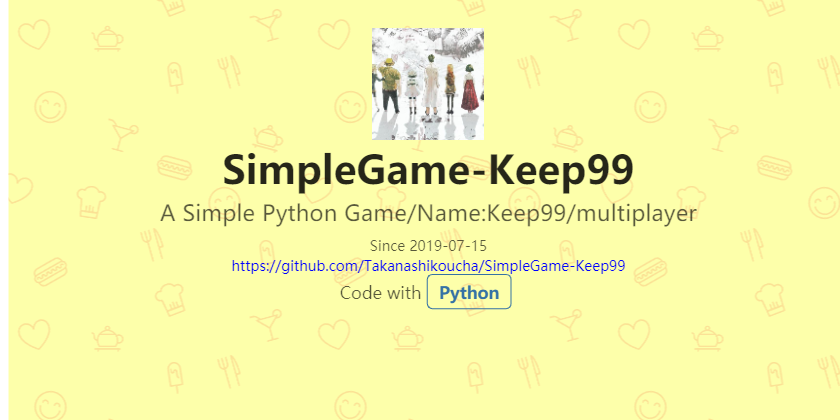 SimpleGame-Keep99
A Simple Python Game/Name:Keep99/multiplayer
Since 2019-07-15
https://github.com/Takanashikoucha/SimpleGame-Keep99
Code with Python